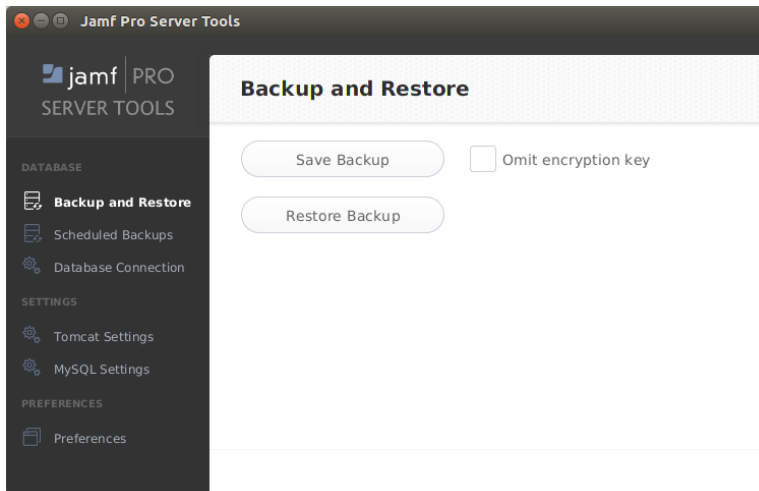 Jamf Pro Server Tools
jamf PRO
SERVER TOOLS
DATABASE
Backup and Restore
Scheduled Backups
Database Connection
SETTINGS
Tomcat Settings
MySQL Settings
PREFERENCES
Preferences
Backup and Restore
Save Backup
Omit encryption key
Restore Backup